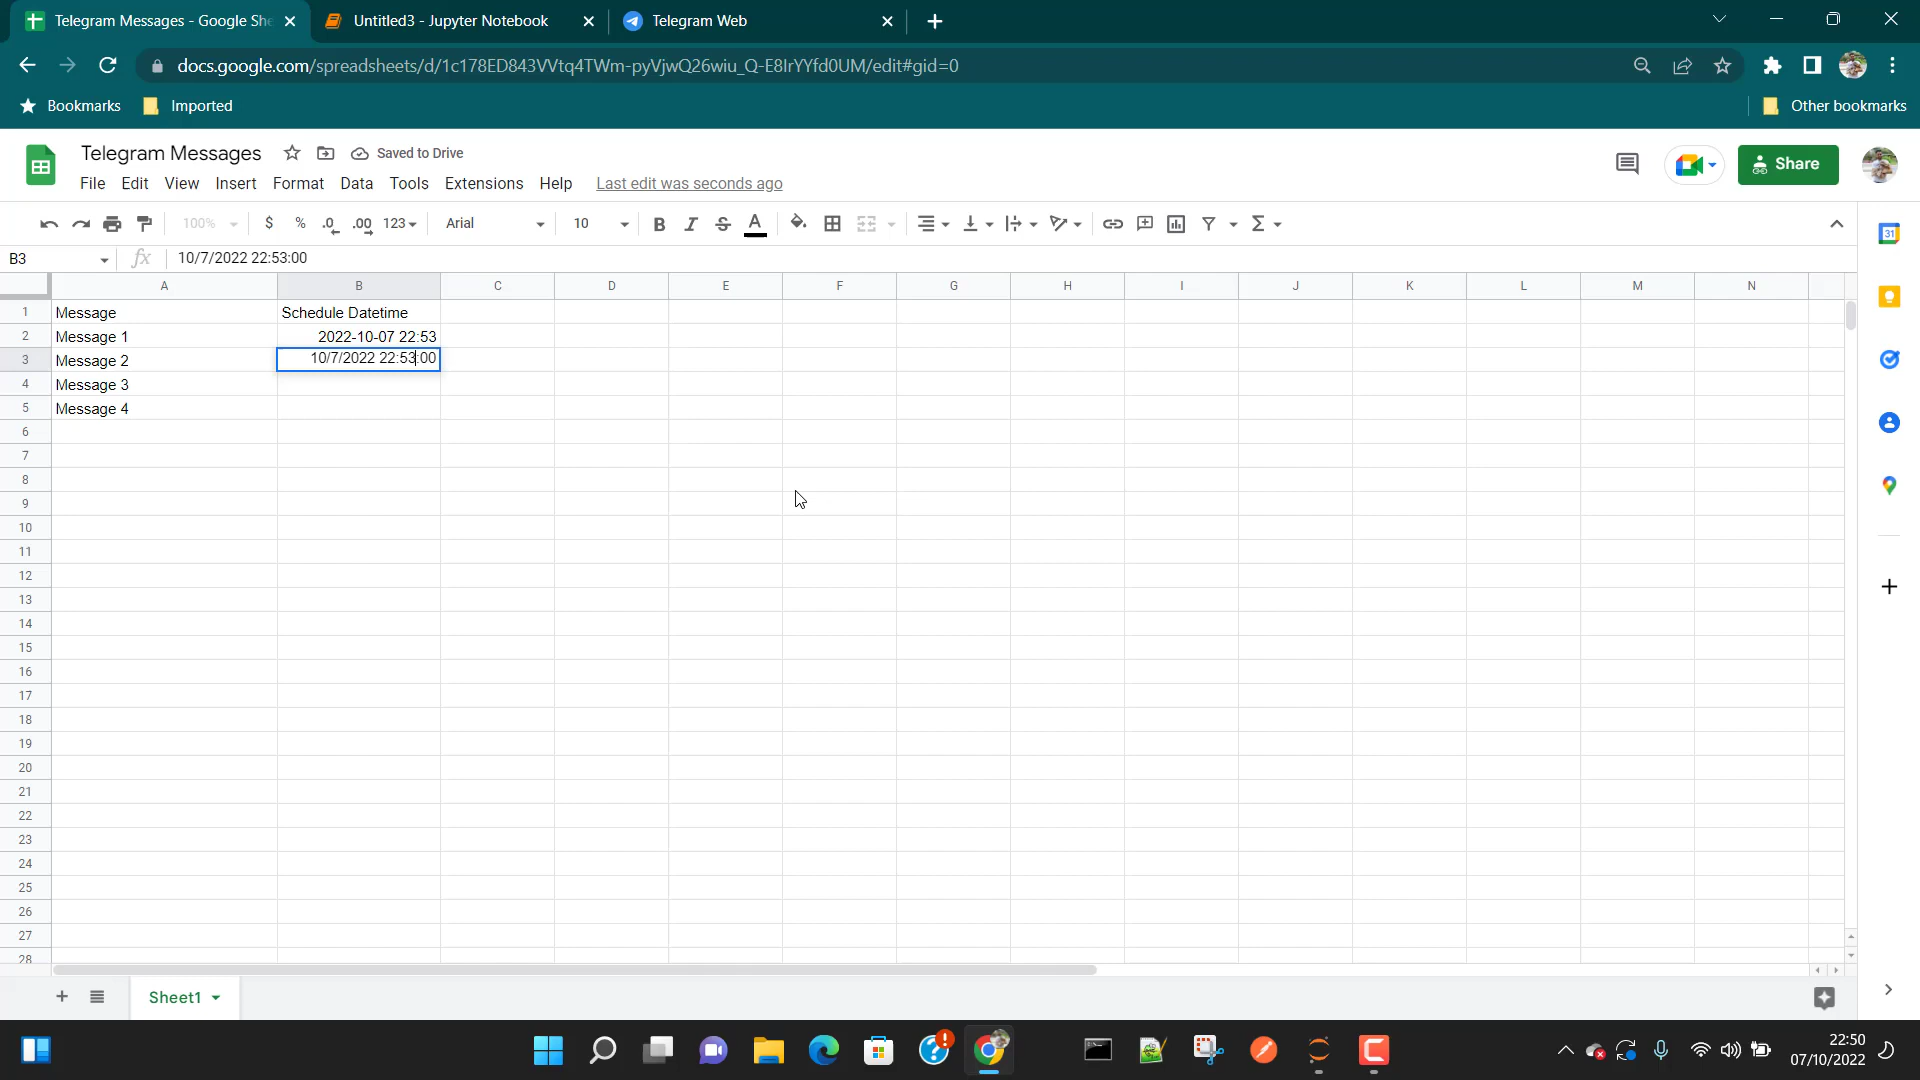 Telegram Messages - Google She
Untitled3 - Jupyter Notebook
Telegram Web
docs.google.com/spreadsheets/d/1c178ED843VVtq4TWm-pyVjwQ26wiu_Q-E8IrYYfd0UM/edit#gid=0
Bookmarks
Imported
Other bookmarks
Telegram Messages
Saved to Drive
Share
File Edit View Insert Format Data Tools Extensions Help Last edit was seconds ago
100% $ % .0 .00 123 Arial 10 B I S A
B3 fx 10/7/2022 22:53:00
A B C D E F G H I J K L M N
1 Message Schedule Datetime
2 Message 1 2022-10-07 22:53
3 Message 2 10/7/2022 22:53:00
4 Message 3
5 Message 4
6
7
8
9
10
11
12
13
14
15
16
17
18
19
20
21
22
23
24
25
26
27
28
Sheet1
22:50
07/10/2022